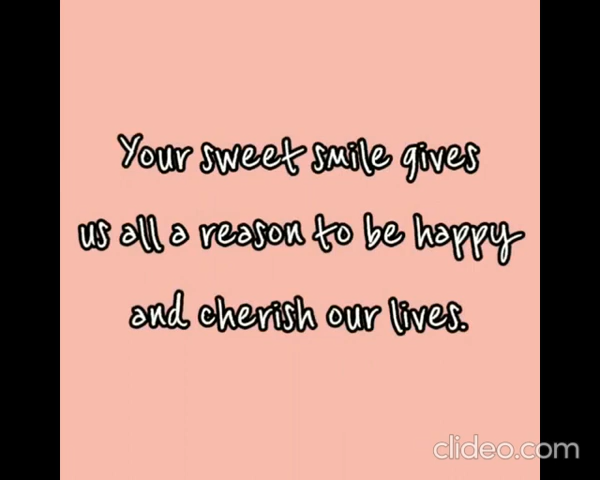 Your sweet smile gives
us all a reason to be happy
and cherish our lives.
clideo.com